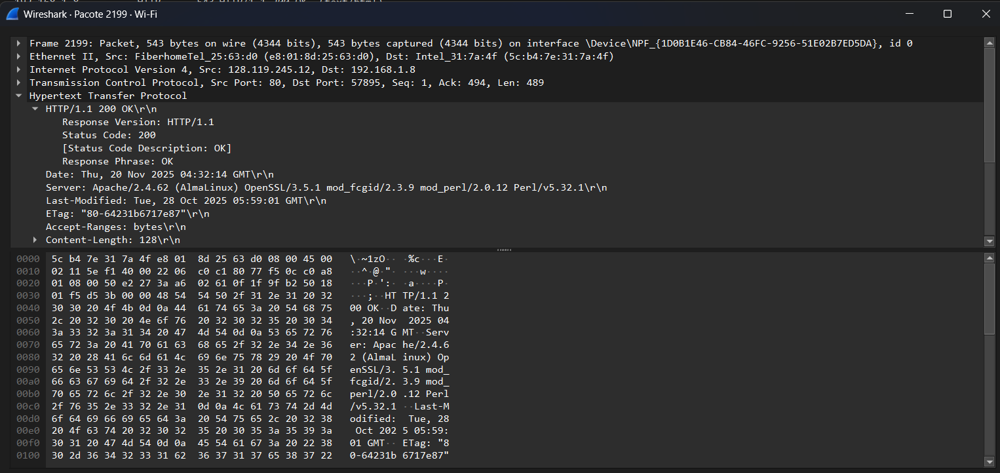 Wireshark · Pacote 2199 · Wi-Fi
Frame 2199: Packet, 543 bytes on wire (4344 bits), 543 bytes captured (4344 bits) on interface \Device\NPF_{1D0B1E46-CB84-46FC-9256-51E02B7ED5DA}, id 0
Ethernet II, Src: FiberhomeTel_25:63:d0 (e8:01:8d:25:63:d0), Dst: Intel_31:7a:4f (5c:b4:7e:31:7a:4f)
Internet Protocol Version 4, Src: 128.119.245.12, Dst: 192.168.1.8
Transmission Control Protocol, Src Port: 80, Dst Port: 57895, Seq: 1, Ack: 494, Len: 489
Hypertext Transfer Protocol
HTTP/1.1 200 OK\r\n
Response Version: HTTP/1.1
Status Code: 200
[Status Code Description: OK]
Response Phrase: OK
Date: Thu, 20 Nov 2025 04:32:14 GMT\r\n
Server: Apache/2.4.62 (AlmaLinux) OpenSSL/3.5.1 mod_fcgid/2.3.9 mod_perl/2.0.12 Perl/v5.32.1\r\n
Last-Modified: Tue, 28 Oct 2025 05:59:01 GMT\r\n
ETag: "80-64231b6717e87"\r\n
Accept-Ranges: bytes\r\n
Content-Length: 128\r\n
0000 5c b4 7e 31 7a 4f e8 01 8d 25 63 d0 08 00 45 00 \·~1zO·· ·%c···E·
0010 02 11 5e f1 40 00 22 06 c0 c1 80 77 f5 0c c0 a8 ··^·@·"· ···w····
0020 01 08 00 50 e2 27 3a a6 02 61 0f 1f 9f b2 50 18 ···P·':· ·a····P·
0030 01 f5 d5 3b 00 00 48 54 54 50 2f 31 2e 31 20 32 ···;··HT TP/1.1 2
0040 30 30 20 4f 4b 0d 0a 44 61 74 65 3a 20 54 68 75 00 OK··D ate: Thu
0050 2c 20 32 30 20 4e 6f 76 20 32 30 32 35 20 30 34 , 20 Nov  2025 04
0060 3a 33 32 3a 31 34 20 47 4d 54 0d 0a 53 65 72 76 :32:14 G MT··Serv
0070 65 72 3a 20 41 70 61 63 68 65 2f 32 2e 34 2e 36 er: Apac he/2.4.6
0080 32 20 28 41 6c 6d 61 4c 69 6e 75 78 29 20 4f 70 2 (AlmaL inux) Op
0090 65 6e 53 53 4c 2f 33 2e 35 2e 31 20 6d 6f 64 5f enSSL/3. 5.1 mod_
00a0 66 63 67 69 64 2f 32 2e 33 2e 39 20 6d 6f 64 5f fcgid/2. 3.9 mod_
00b0 70 65 72 6c 2f 32 2e 30 2e 31 32 20 50 65 72 6c perl/2.0 .12 Perl
00c0 2f 76 35 2e 33 32 2e 31 0d 0a 4c 61 73 74 2d 4d /v5.32.1 ··Last-M
00d0 6f 64 69 66 69 65 64 3a 20 54 75 65 2c 20 32 38 odified:  Tue, 28
00e0 20 4f 63 74 20 32 30 32 35 20 30 35 3a 35 39 3a  Oct 202 5 05:59:
00f0 30 31 20 47 4d 54 0d 0a 45 54 61 67 3a 20 22 38 01 GMT·· ETag: "8
0100 30 2d 36 34 32 33 31 62 36 37 31 37 65 38 37 22 0-64231b 6717e87"